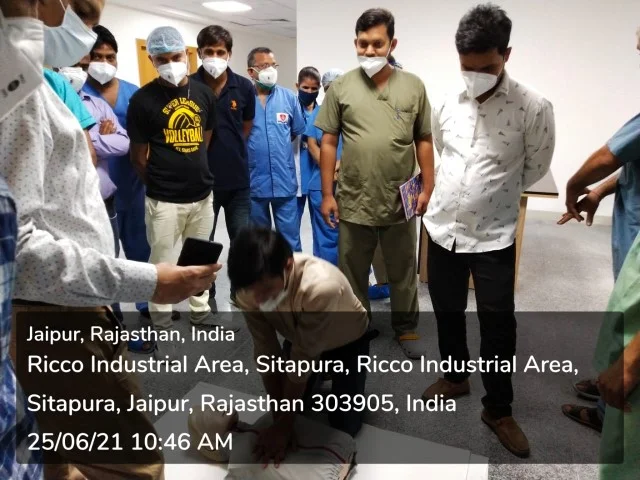 VOLLEYBALL
Jaipur, Rajasthan, India
Ricco Industrial Area, Sitapura, Ricco Industrial Area,
Sitapura, Jaipur, Rajasthan 303905, India
25/06/21 10:46 AM